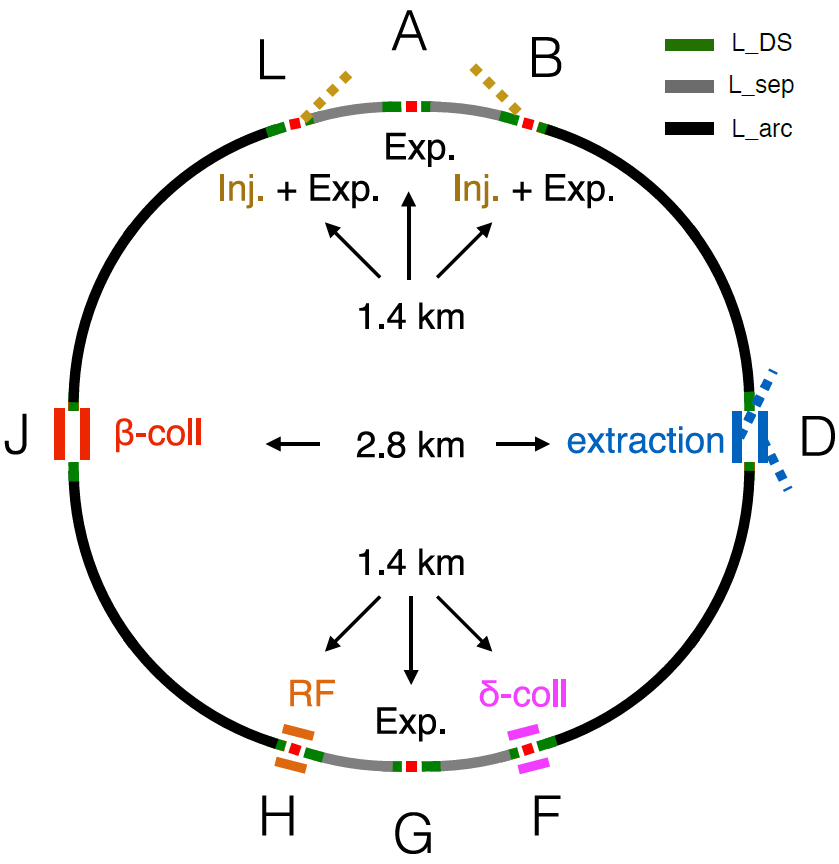 L
A
B
L_DS
L_sep
L_arc
Exp.
Inj. + Exp.
Inj. + Exp.
1.4 km
J
β-coll
2.8 km
extraction
D
1.4 km
RF
δ-coll
Exp.
H
G
F